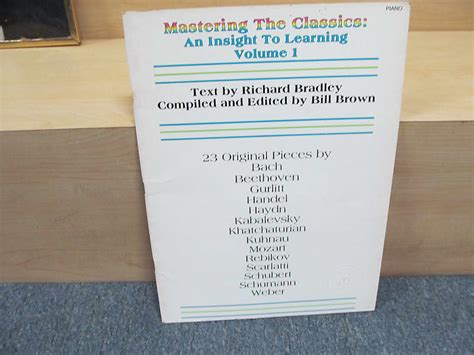 PIANO
Mastering The Classics:
An Insight To Learning
Volume 1
Text by Richard Bradley
Compiled and Edited by Bill Brown
23 Original Pieces by
Bach
Beethoven
Gurlitt
Handel
Haydn
Kabalevsky
Khatchaturian
Kuhnau
Mozart
Rebikov
Scarlatti
Schubert
Schumann
Weber